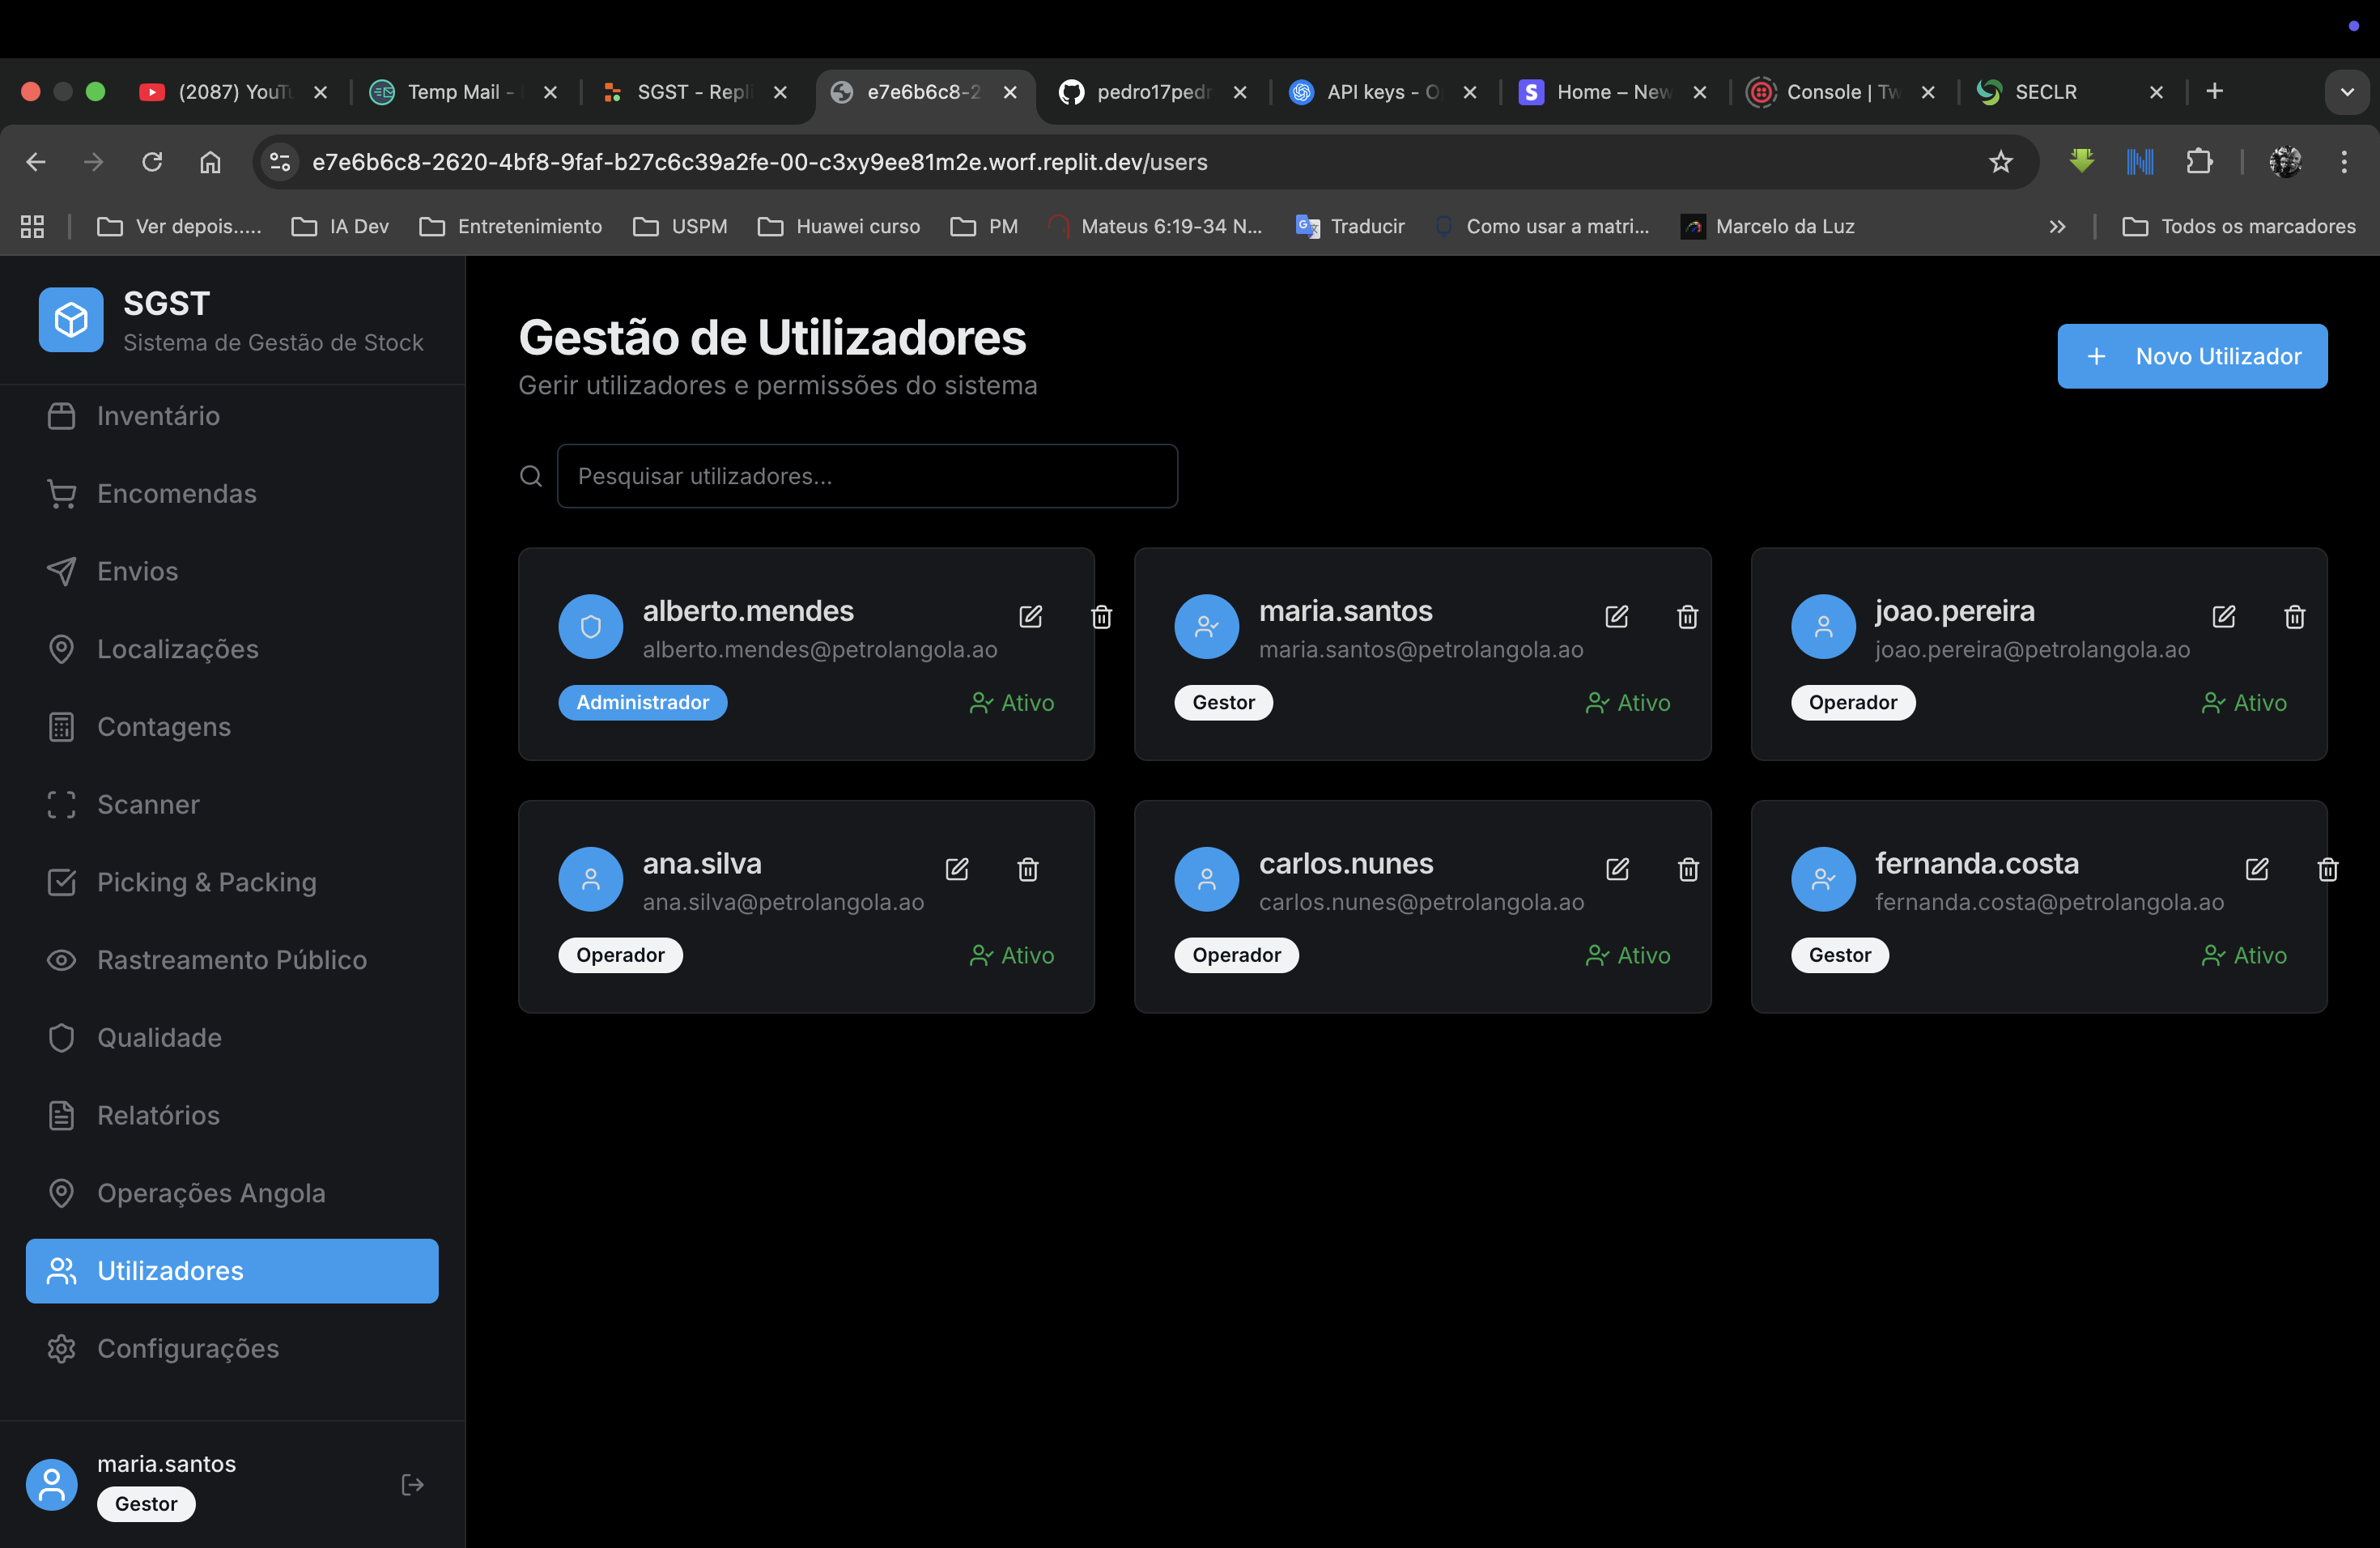 (2087) YouTu
Temp Mail -
SGST - Repli
e7e6b6c8-2
pedro17pedr
API keys - O
Home – New
Console | Tw
SECLR
e7e6b6c8-2620-4bf8-9faf-b27c6c39a2fe-00-c3xy9ee81m2e.worf.replit.dev/users
Ver depois.....
IA Dev
Entretenimiento
USPM
Huawei curso
PM
Mateus 6:19-34 N...
Traducir
Como usar a matri...
Marcelo da Luz
Todos os marcadores
SGST
Sistema de Gestão de Stock
Inventário
Encomendas
Envios
Localizações
Contagens
Scanner
Picking & Packing
Rastreamento Público
Qualidade
Relatórios
Operações Angola
Utilizadores
Configurações
maria.santos
Gestor
Gestão de Utilizadores
Gerir utilizadores e permissões do sistema
Novo Utilizador
Pesquisar utilizadores...
alberto.mendes
alberto.mendes@petrolangola.ao
Administrador
Ativo
maria.santos
maria.santos@petrolangola.ao
Gestor
Ativo
joao.pereira
joao.pereira@petrolangola.ao
Operador
Ativo
ana.silva
ana.silva@petrolangola.ao
Operador
Ativo
carlos.nunes
carlos.nunes@petrolangola.ao
Operador
Ativo
fernanda.costa
fernanda.costa@petrolangola.ao
Gestor
Ativo